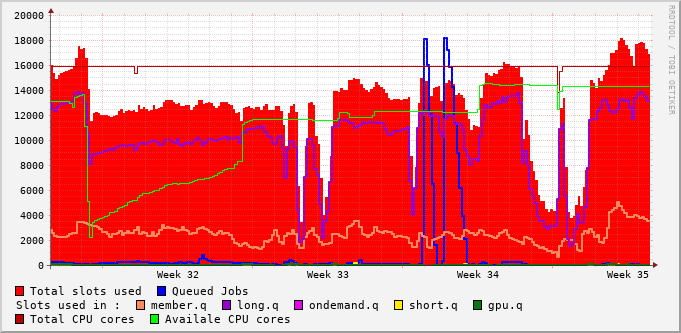 20000
18000
16000
14000
12000
10000
8000
6000
4000
2000
0
Week 32 Week 33 Week 34 Week 35
RRDTOOL / TOBI OETIKER
Total slots used Queued Jobs
Slots used in : member.q long.q ondemand.q short.q gpu.q
Total CPU cores Availale CPU cores